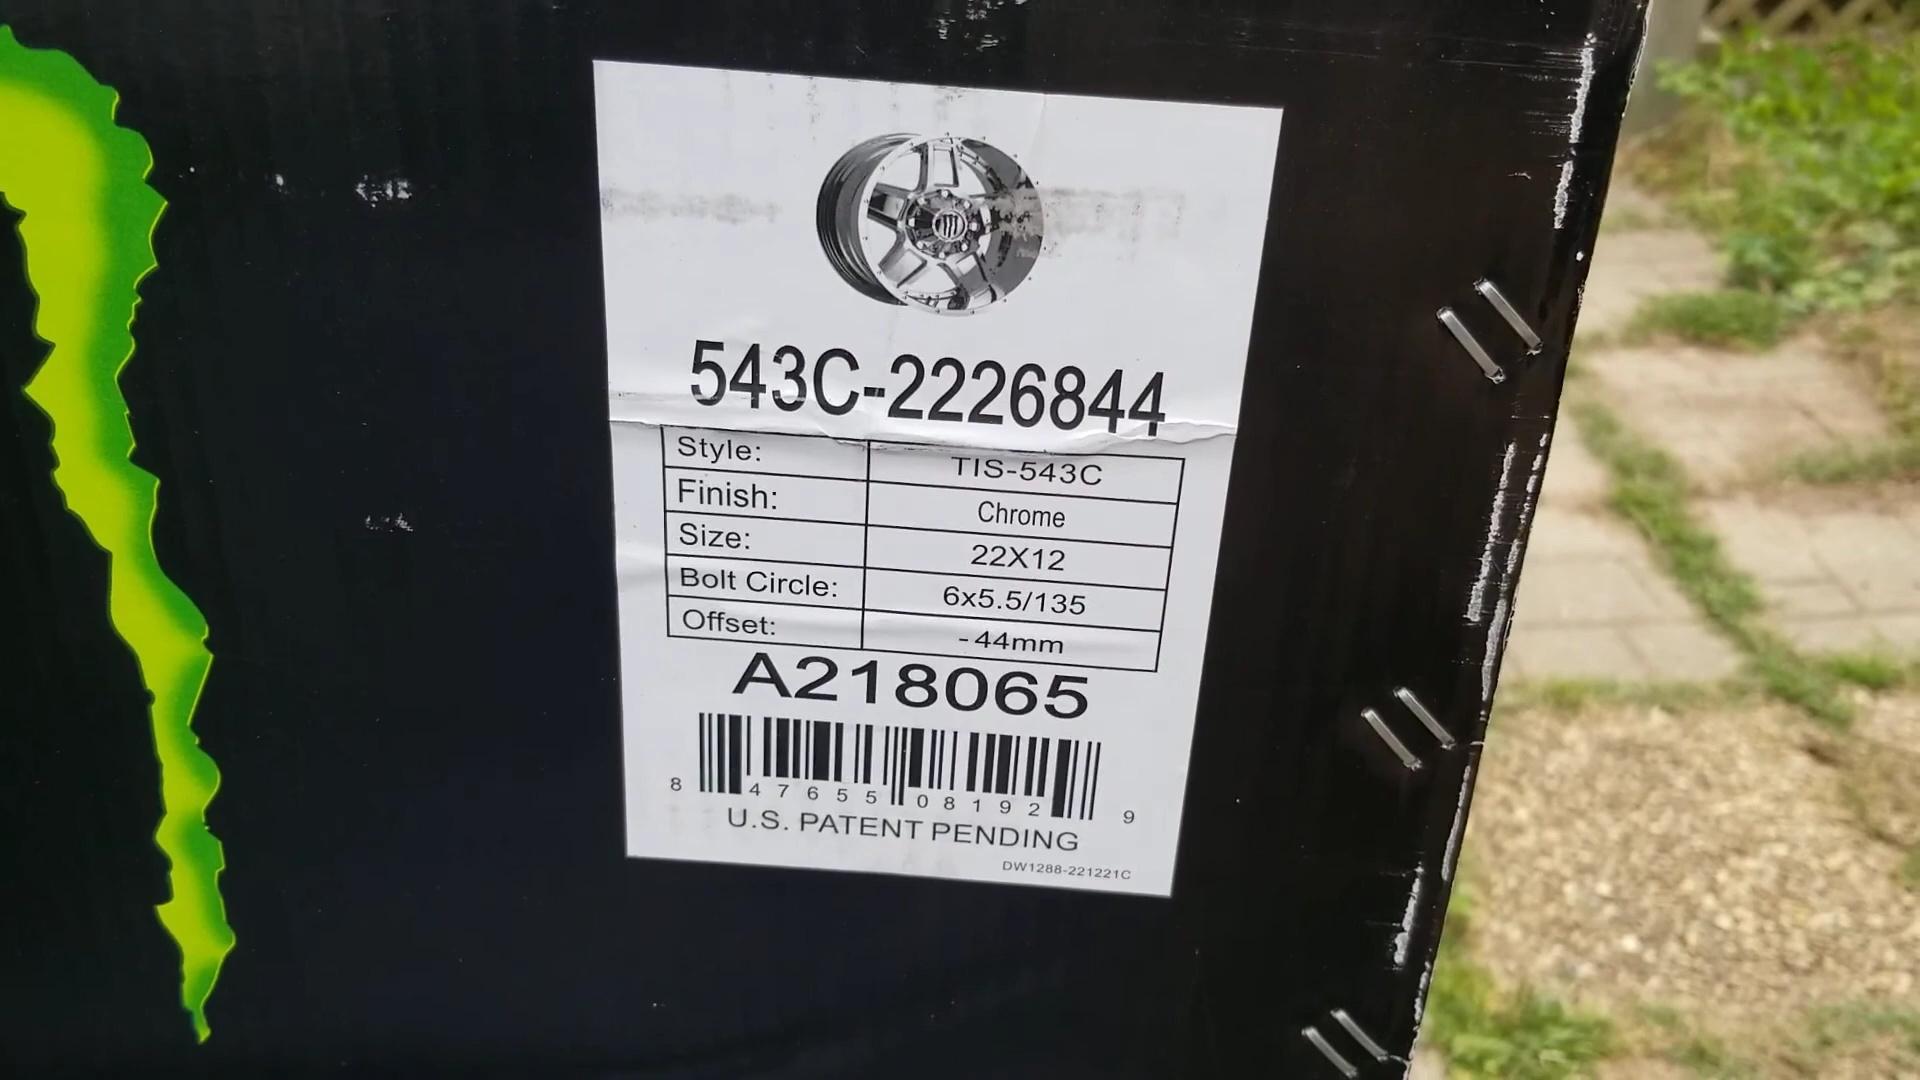 543C-2226844
Style: TIS-543C
Finish: Chrome
Size: 22X12
Bolt Circle: 6x5.5/135
Offset: -44mm
A218065
8 47655 08192 9
U.S. PATENT PENDING
DW1288-221221C